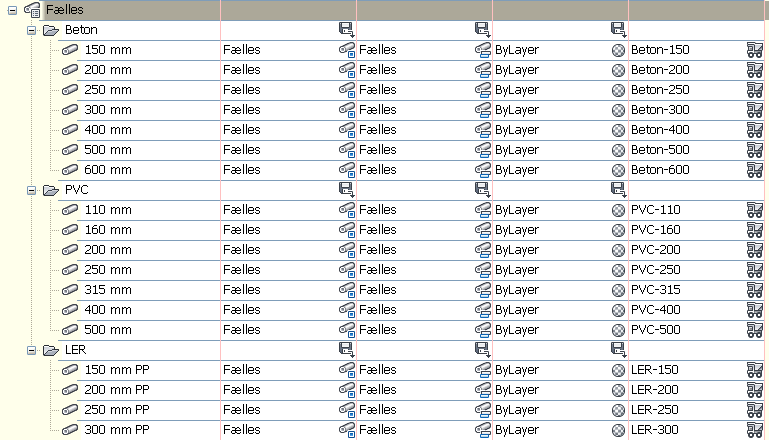 Fælles
Beton
150 mm Fælles Fælles ByLayer Beton-150
200 mm Fælles Fælles ByLayer Beton-200
250 mm Fælles Fælles ByLayer Beton-250
300 mm Fælles Fælles ByLayer Beton-300
400 mm Fælles Fælles ByLayer Beton-400
500 mm Fælles Fælles ByLayer Beton-500
600 mm Fælles Fælles ByLayer Beton-600
PVC
110 mm Fælles Fælles ByLayer PVC-110
160 mm Fælles Fælles ByLayer PVC-160
200 mm Fælles Fælles ByLayer PVC-200
250 mm Fælles Fælles ByLayer PVC-250
315 mm Fælles Fælles ByLayer PVC-315
400 mm Fælles Fælles ByLayer PVC-400
500 mm Fælles Fælles ByLayer PVC-500
LER
150 mm PP Fælles Fælles ByLayer LER-150
200 mm PP Fælles Fælles ByLayer LER-200
250 mm PP Fælles Fælles ByLayer LER-250
300 mm PP Fælles Fælles ByLayer LER-300